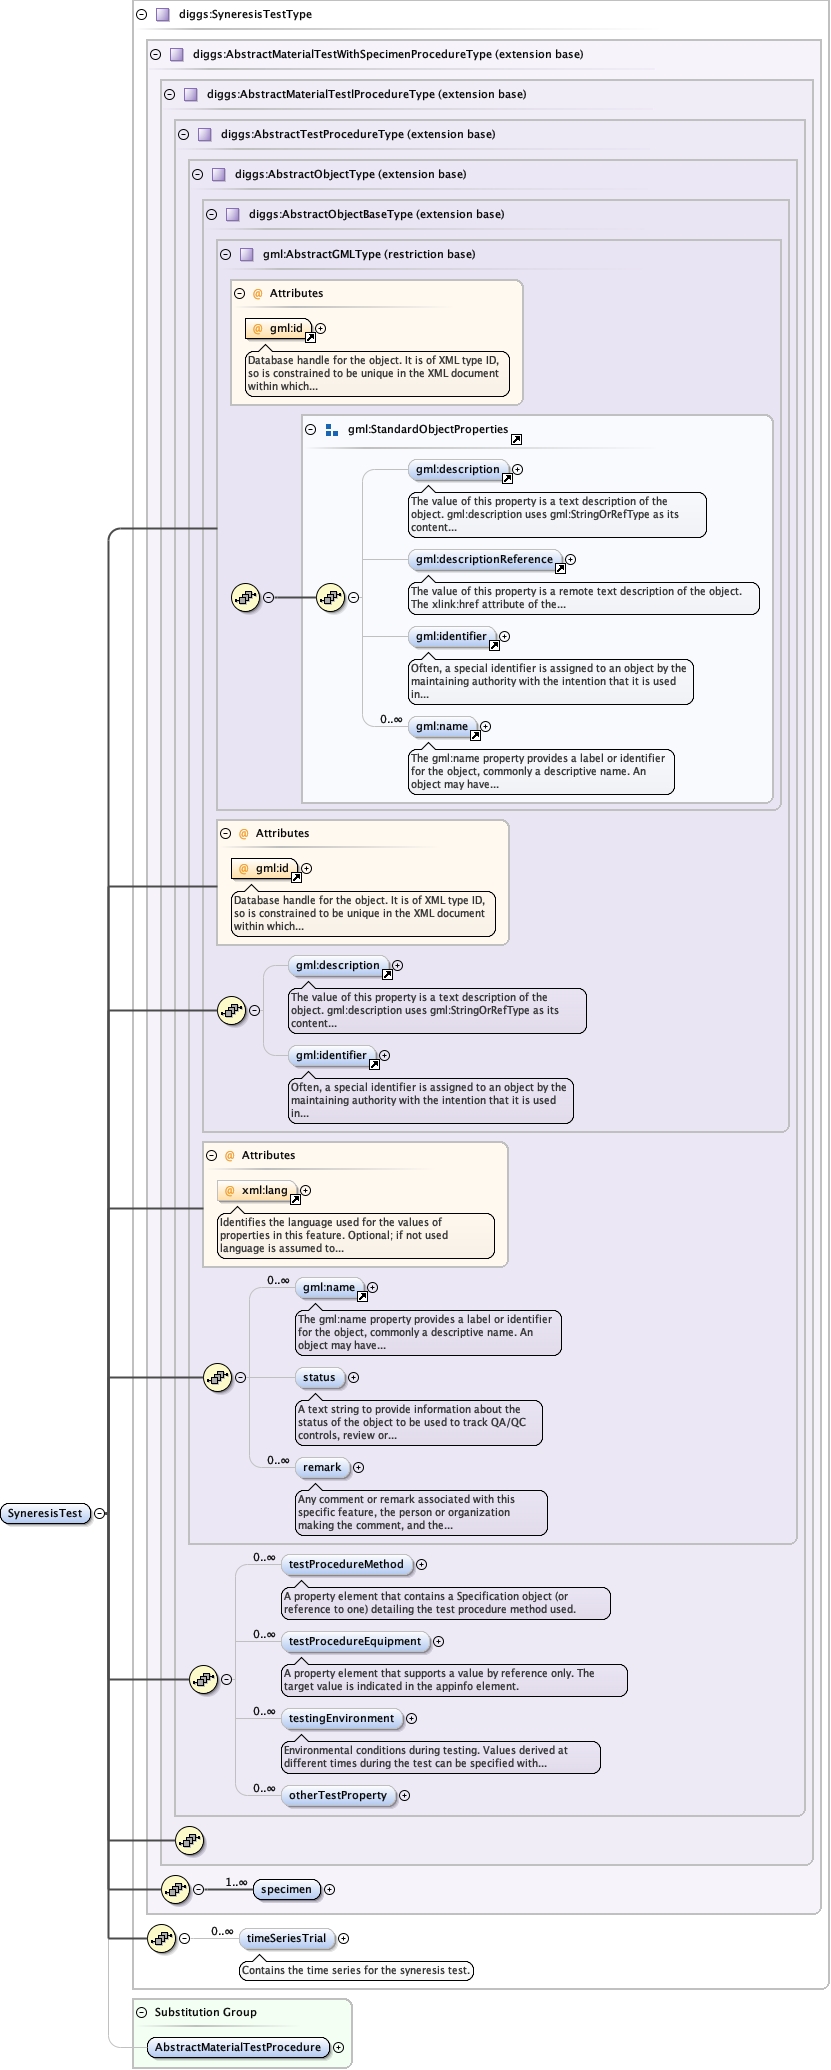 diggs:SyneresisTestType
diggs:AbstractMaterialTestWithSpecimenProcedureType (extension base)
diggs:AbstractMaterialTestlProcedureType (extension base)
diggs:AbstractTestProcedureType (extension base)
diggs:AbstractObjectType (extension base)
diggs:AbstractObjectBaseType (extension base)
gml:AbstractGMLType (restriction base)
@ Attributes
@ gml:id
Database handle for the object. It is of XML type ID,
so is constrained to be unique in the XML document
within which...
gml:StandardObjectProperties
gml:description
The value of this property is a text description of the
object. gml:description uses gml:StringOrRefType as its
content...
gml:descriptionReference
The value of this property is a remote text description of the object.
The xlink:href attribute of the...
gml:identifier
Often, a special identifier is assigned to an object by the
maintaining authority with the intention that it is used
in...
0..∞
gml:name
The gml:name property provides a label or identifier
for the object, commonly a descriptive name. An
object may have...
@ Attributes
@ gml:id
Database handle for the object. It is of XML type ID,
so is constrained to be unique in the XML document
within which...
gml:description
The value of this property is a text description of the
object. gml:description uses gml:StringOrRefType as its
content...
gml:identifier
Often, a special identifier is assigned to an object by the
maintaining authority with the intention that it is used
in...
@ Attributes
@ xml:lang
Identifies the language used for the values of
properties in this feature. Optional; if not used
language is assumed to...
0..∞
gml:name
The gml:name property provides a label or identifier
for the object, commonly a descriptive name. An
object may have...
status
A text string to provide information about the
status of the object to be used to track QA/QC
controls, review or...
0..∞
remark
Any comment or remark associated with this
specific feature, the person or organization
making the comment, and the...
SyneresisTest
0..∞
testProcedureMethod
A property element that contains a Specification object (or
reference to one) detailing the test procedure method used.
0..∞
testProcedureEquipment
A property element that supports a value by reference only. The
target value is indicated in the appinfo element.
0..∞
testingEnvironment
Environmental conditions during testing. Values derived at
different times during the test can be specified with...
0..∞
otherTestProperty
1..∞
specimen
0..∞
timeSeriesTrial
Contains the time series for the syneresis test.
Substitution Group
AbstractMaterialTestProcedure